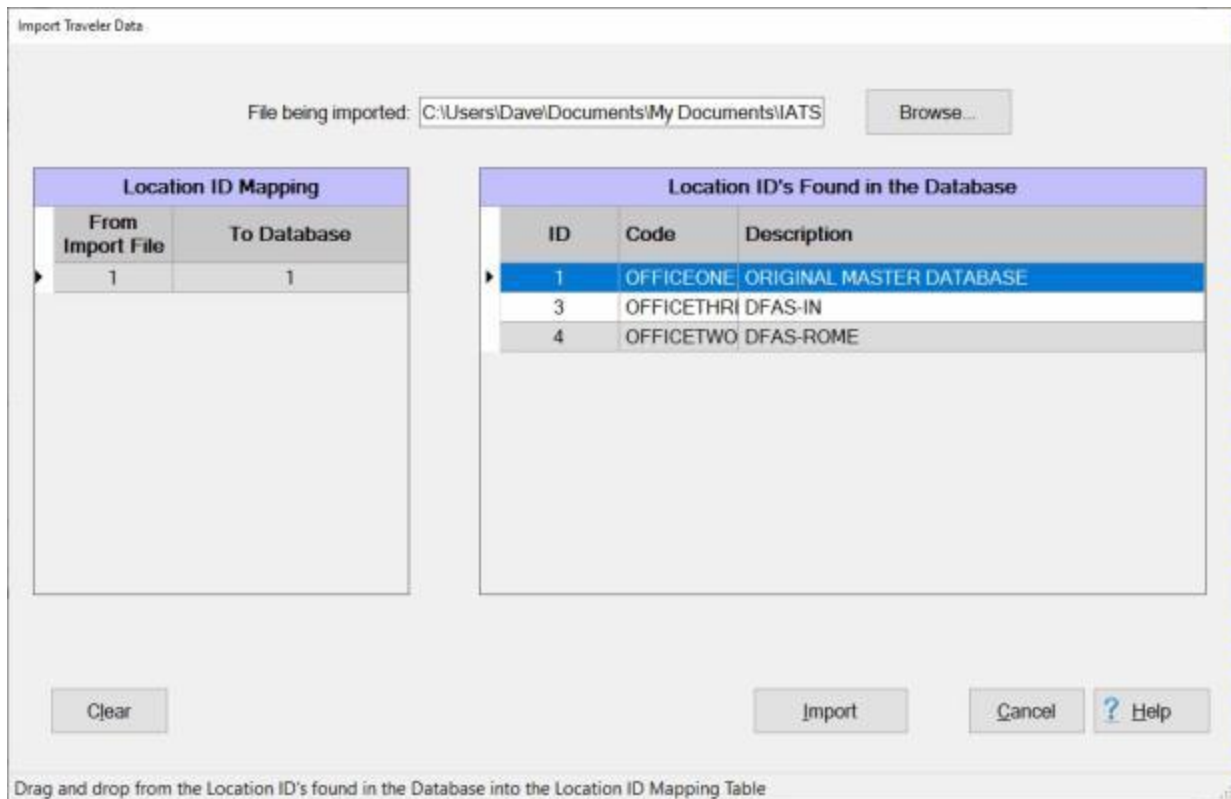 Import Traveler Data
File being imported: C:\Users\Dave\Documents\My Documents\IATS Browse...
Location ID Mapping
From Import File To Database
1 1
Location ID's Found in the Database
ID Code Description
1 OFFICEONE ORIGINAL MASTER DATABASE
3 OFFICETHRI DFAS-IN
4 OFFICETWO DFAS-ROME
Clear Import Cancel ? Help
Drag and drop from the Location ID's found in the Database into the Location ID Mapping Table